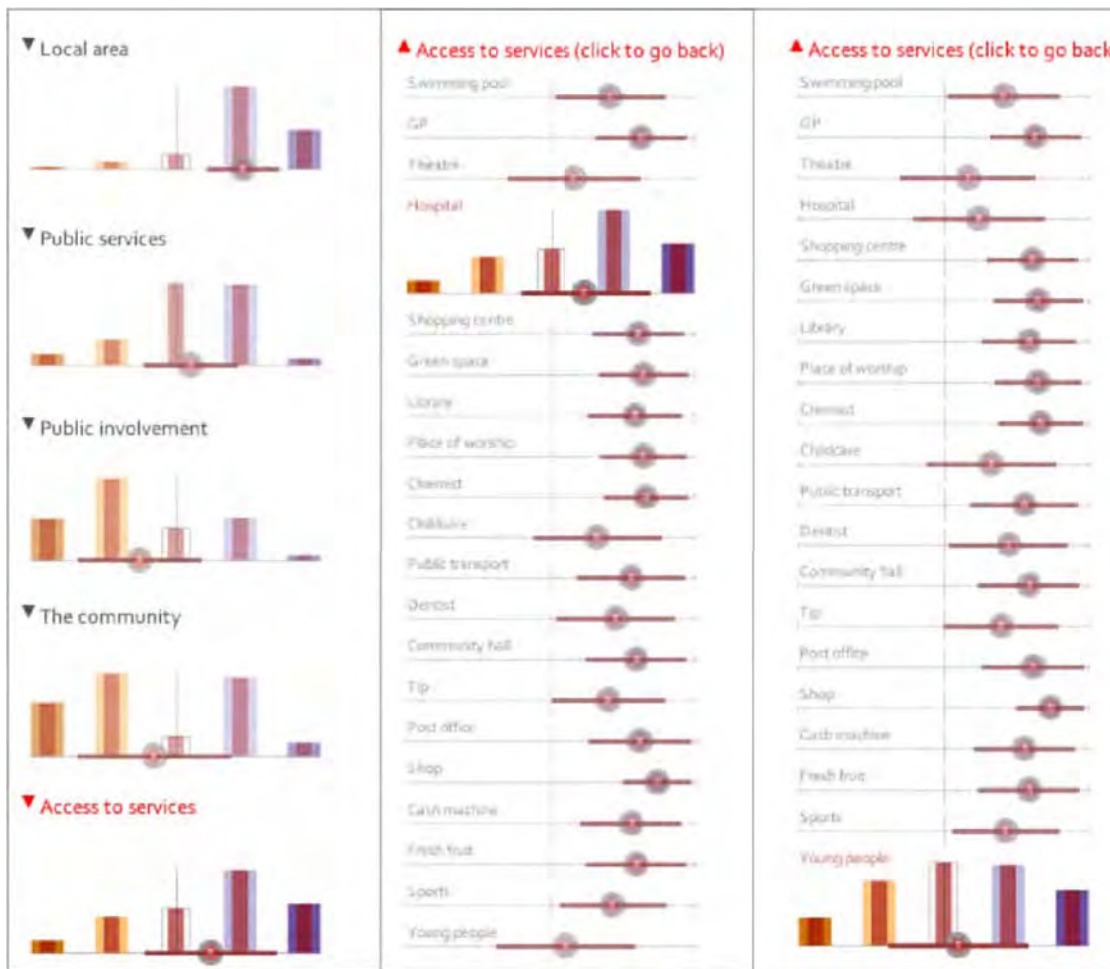 ▼ Local area
▼ Public services
▼ Public involvement
▼ The community
▼ Access to services
▲ Access to services (click to go back)
Swimming pool
GP
Theatre
Hospital
Shopping centre
Green space
Library
Place of worship
Chemist
Childcare
Public transport
Dentist
Community hall
Tip
Post office
Shop
Cash machine
Fresh fruit
Sports
Young people
▲ Access to services (click to go back
Swimming pool
GP
Theatre
Hospital
Shopping centre
Green space
Library
Place of worship
Chemist
Childcare
Public transport
Dentist
Community hall
Tip
Post office
Shop
Cash machine
Fresh fruit
Sports
Young people